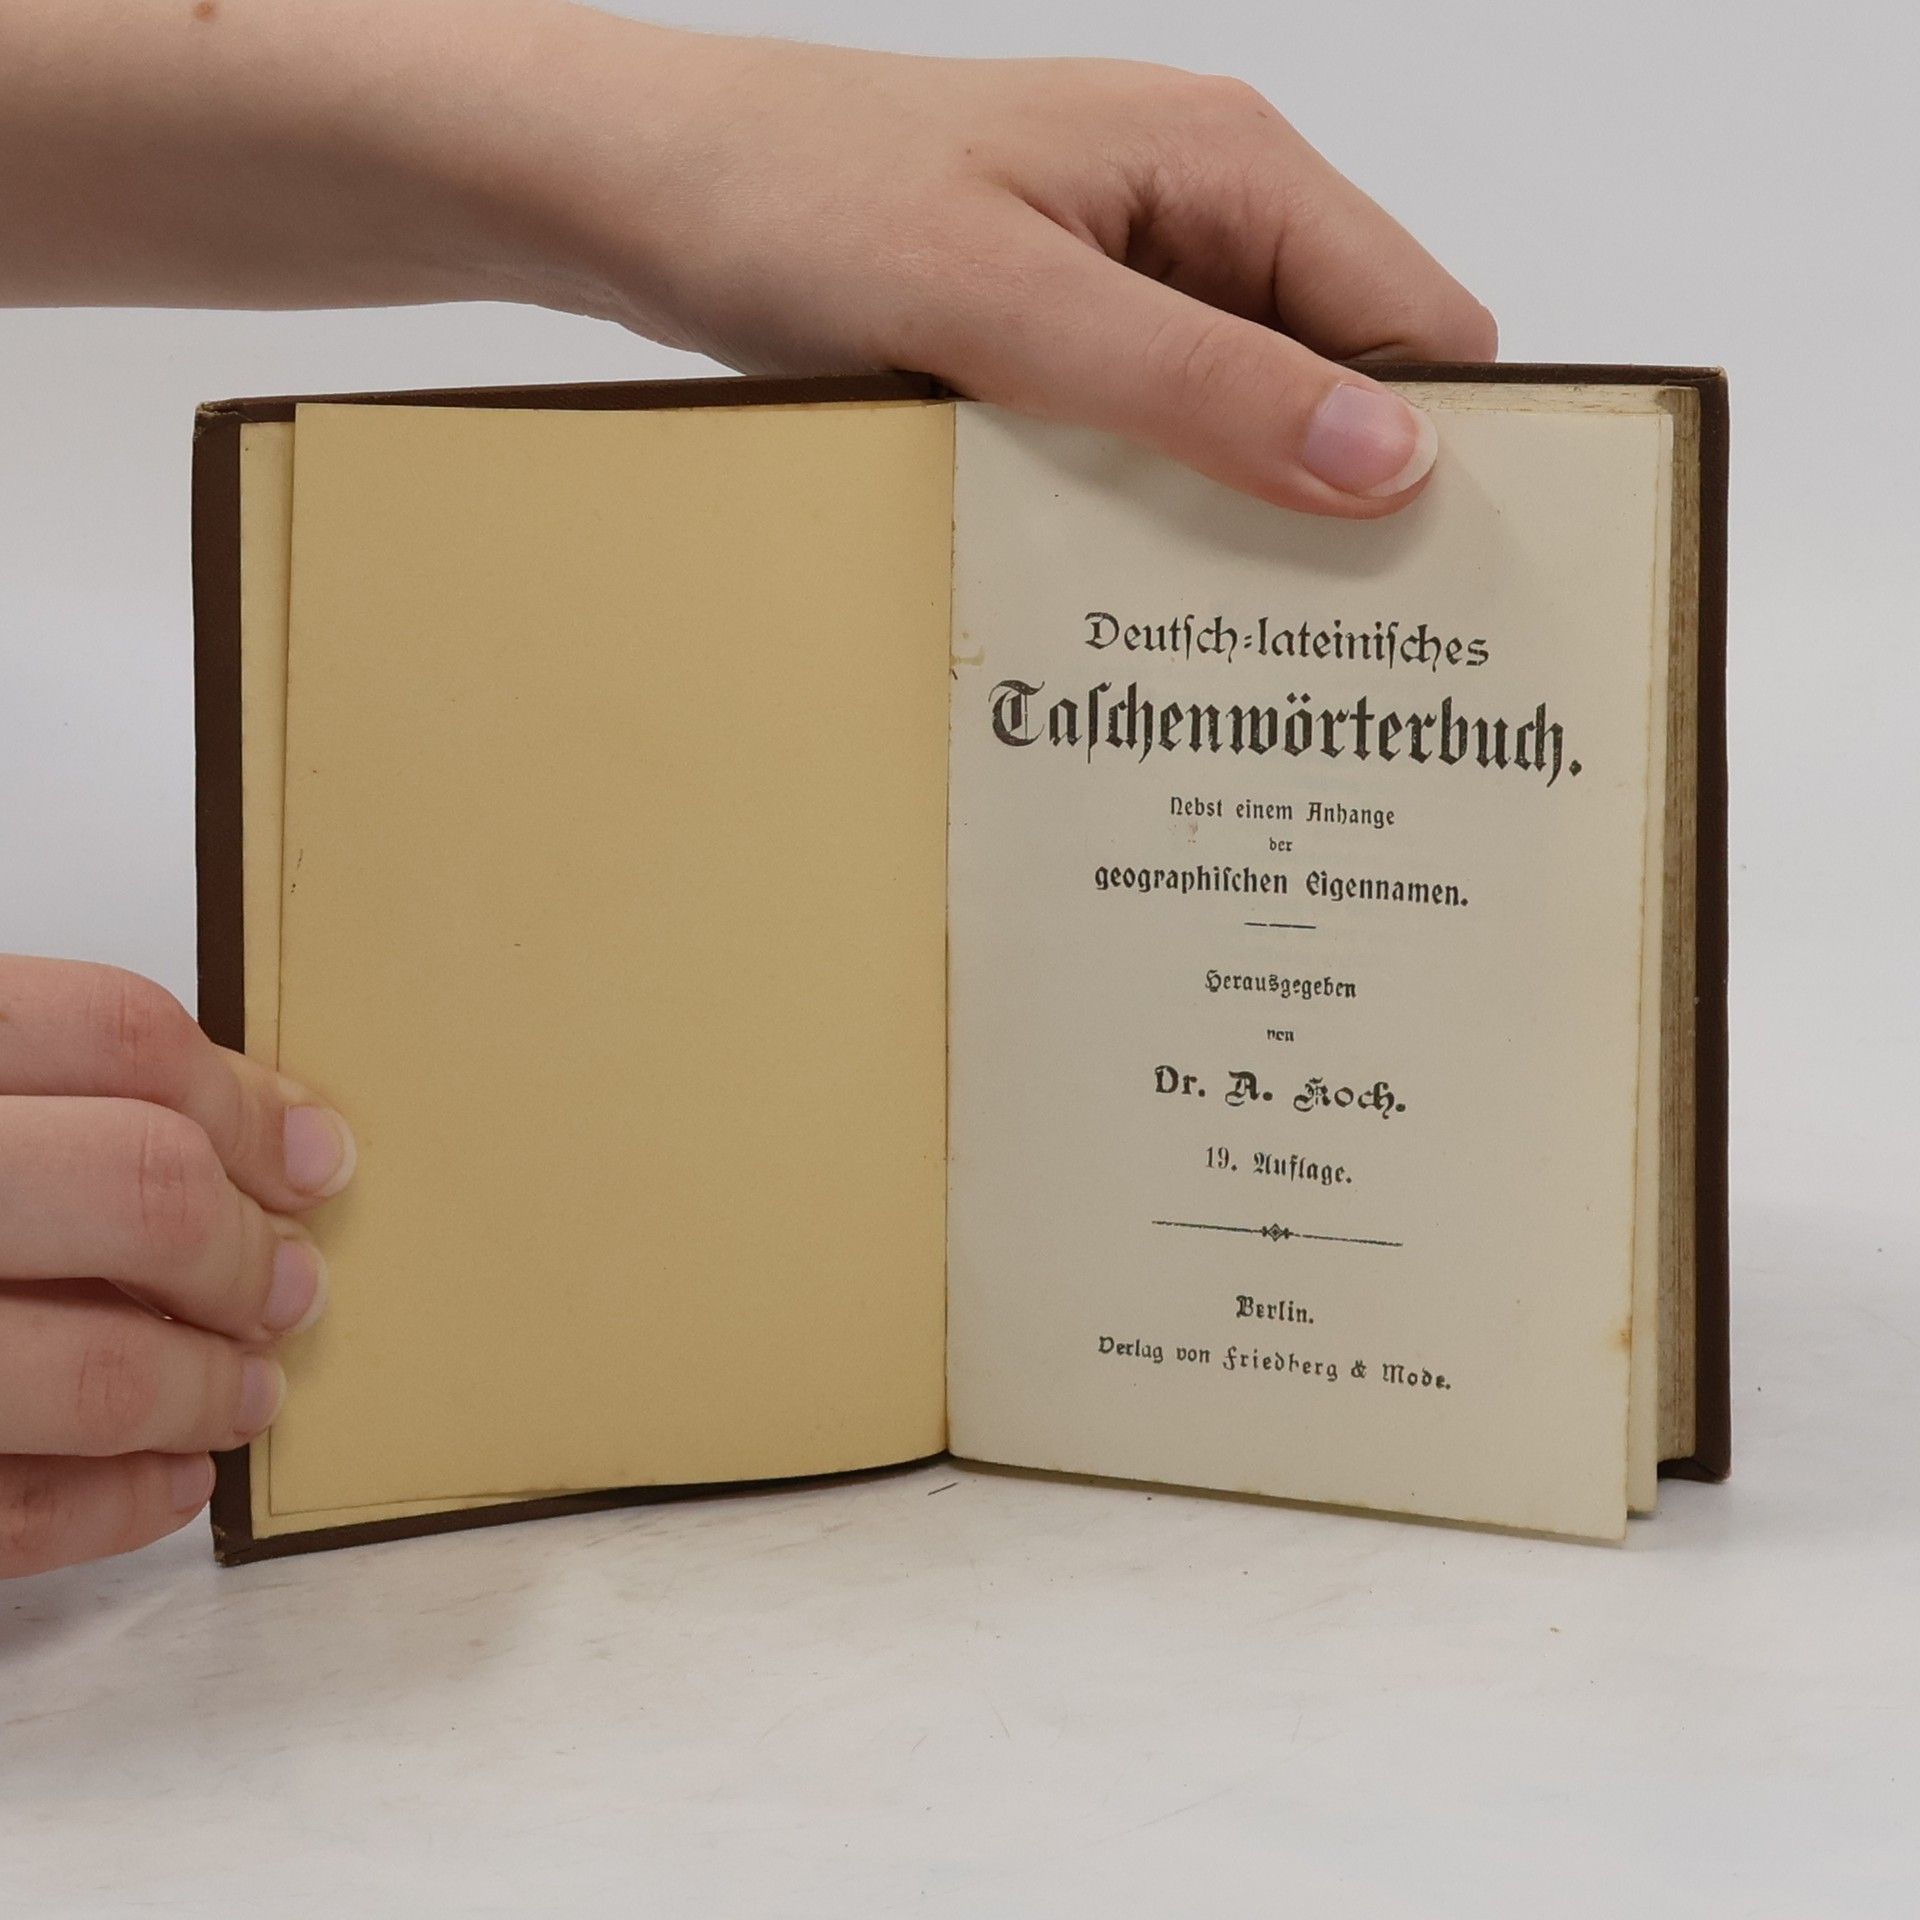 Deutſch-lateiniſches
Taſchenwörterbuch.
Nebst einem Anhange
der
geographiſchen Eigennamen.
Herausgegeben
von
Dr. A. Koch.
19. Auflage.
Berlin.
Verlag von Friedberg & Mode.